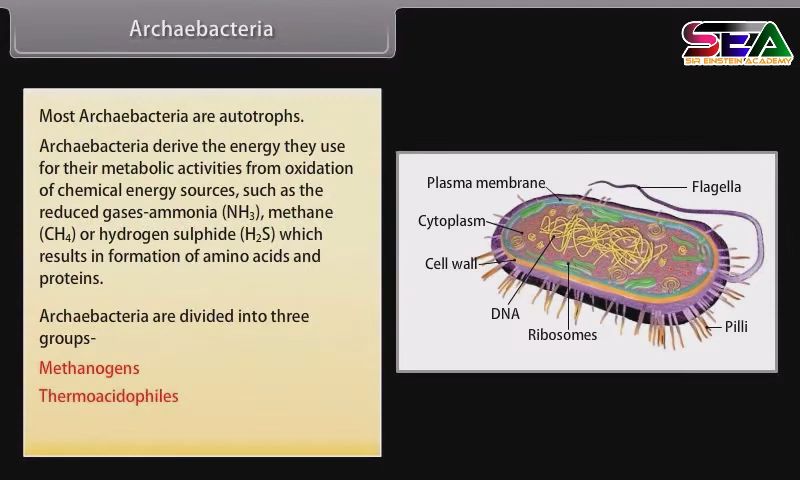 Archaebacteria
SEA
SIR EINSTEIN ACADEMY
Most Archaebacteria are autotrophs.
Archaebacteria derive the energy they use
for their metabolic activities from oxidation
of chemical energy sources, such as the
reduced gases-ammonia (NH₃), methane
(CH₄) or hydrogen sulphide (H₂S) which
results in formation of amino acids and
proteins.
Archaebacteria are divided into three
groups-
Methanogens
Thermoacidophiles
Plasma membrane
Flagella
Cytoplasm
Cell wall
DNA
Ribosomes
Pilli